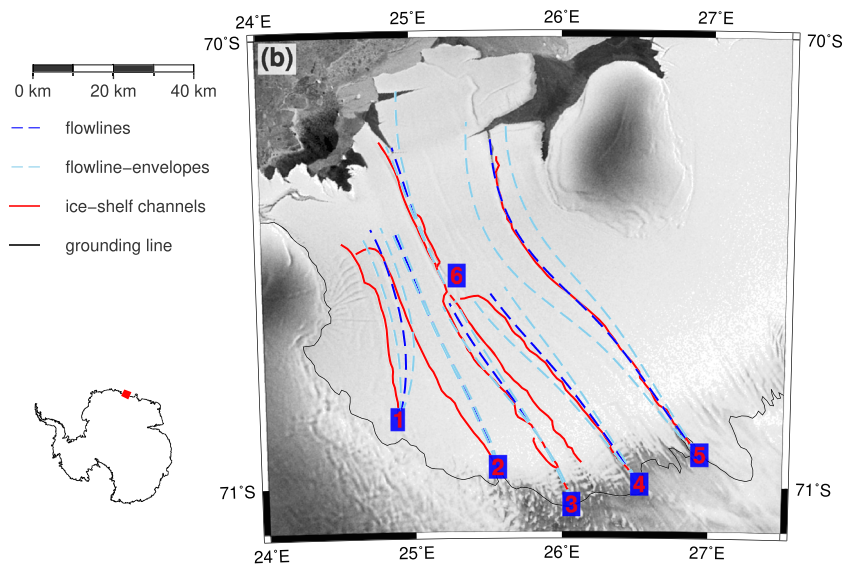 24˚E
25˚E
26˚E
27˚E
70˚S
70˚S
(b)
0 km
20 km
40 km
flowlines
flowline−envelopes
ice−shelf channels
grounding line
6
1
2
3
4
5
71˚S
71˚S
24˚E
25˚E
26˚E
27˚E